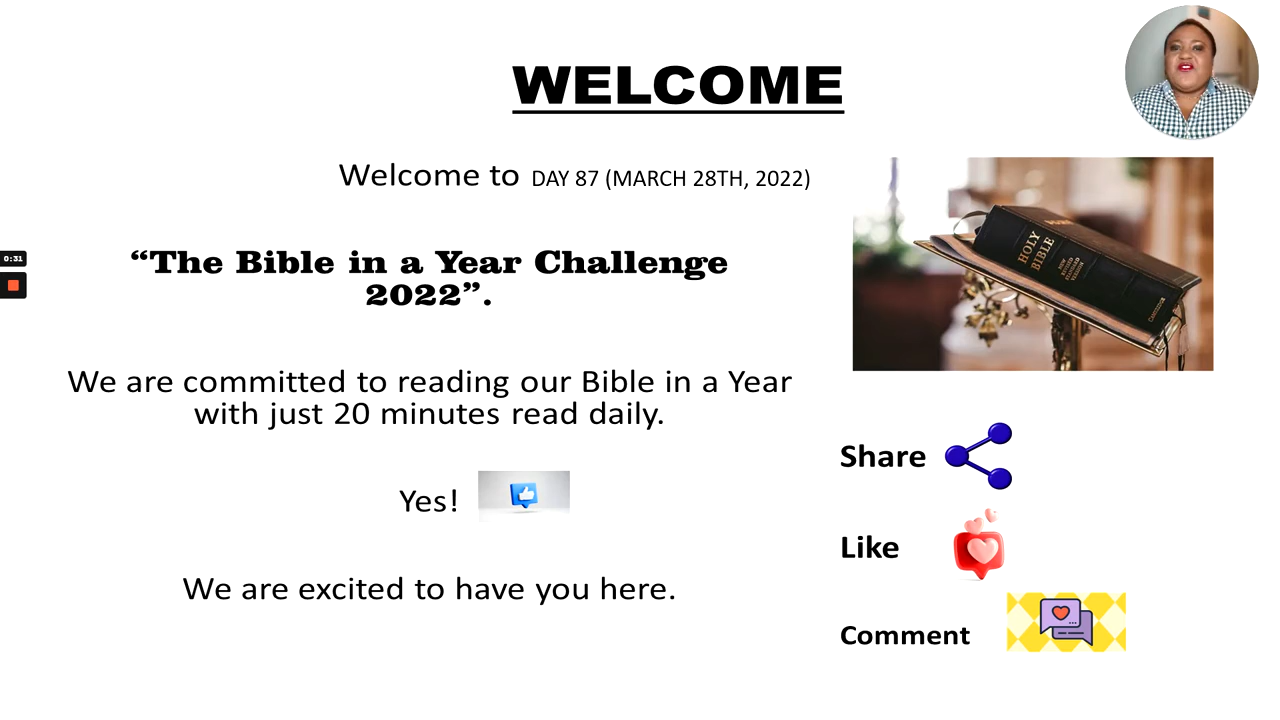 WELCOME
Welcome to DAY 87 (MARCH 28TH, 2022)
0:31
“The Bible in a Year Challenge
2022”.
HOLY
BIBLE
We are committed to reading our Bible in a Year
with just 20 minutes read daily.
Share
Yes!
Like
We are excited to have you here.
Comment